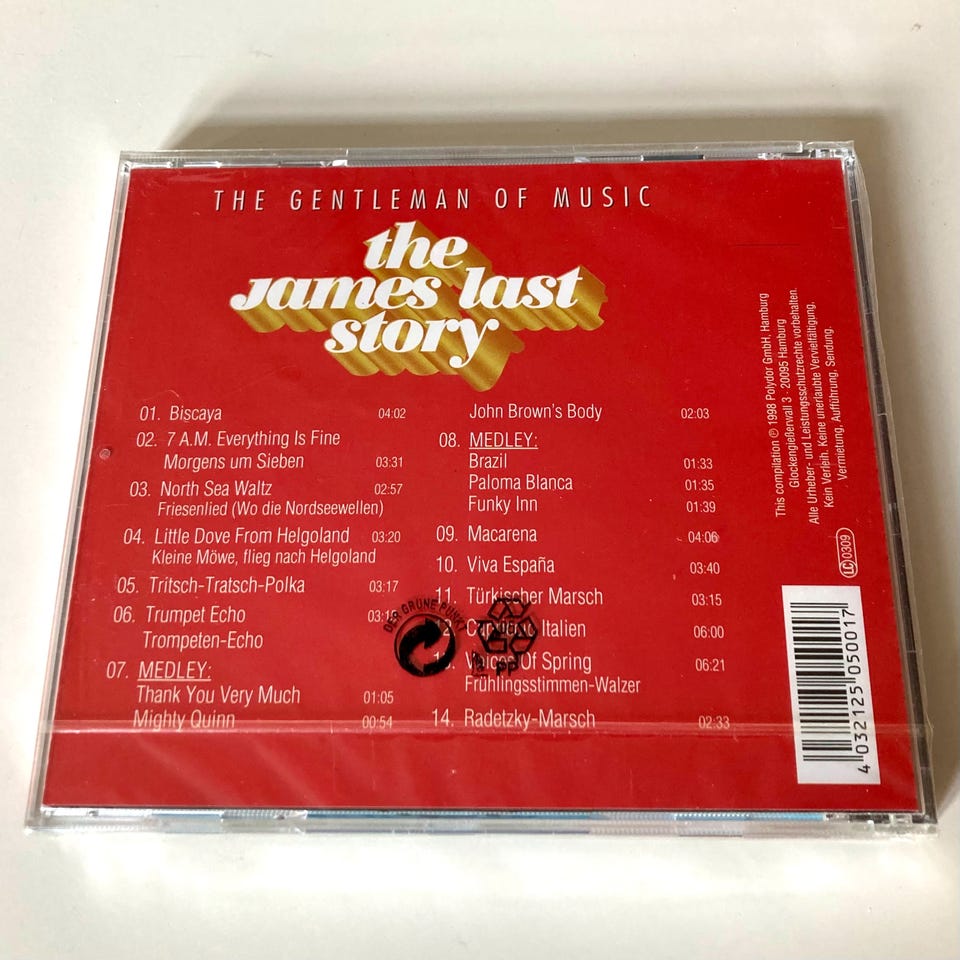 THE GENTLEMAN OF MUSIC
the
James last
story
01. Biscaya 04:02
02. 7 A.M. Everything Is Fine
Morgens um Sieben 03:31
03. North Sea Waltz 02:57
Friesenlied (Wo die Nordseewellen)
04. Little Dove From Helgoland 03:20
Kleine Möwe, flieg nach Helgoland
05. Tritsch-Tratsch-Polka 03:17
06. Trumpet Echo
Trompeten-Echo
07. MEDLEY:
Thank You Very Much 01:05
Mighty Quinn 00:54
John Brown's Body 02:03
08. MEDLEY:
Brazil 01:33
Paloma Blanca 01:35
Funky Inn 01:39
09. Macarena 04:06
10. Viva España 03:40
11. Türkischer Marsch 03:15
Italien 06:00
Voices Of Spring 06:21
Frühlingsstimmen-Walzer
14. Radetzky-Marsch 02:33
DER GRÜNE PUNKT
PP
This compilation ℗ 1998 Polydor GmbH, Hamburg
Glockengießerwall 3 - 20095 Hamburg
Alle Urheber- und Leistungsschutzrechte vorbehalten.
Kein Verleih. Keine unerlaubte Vervielfältigung,
Vermietung, Aufführung, Sendung.
LC 0309
4 032125 050017